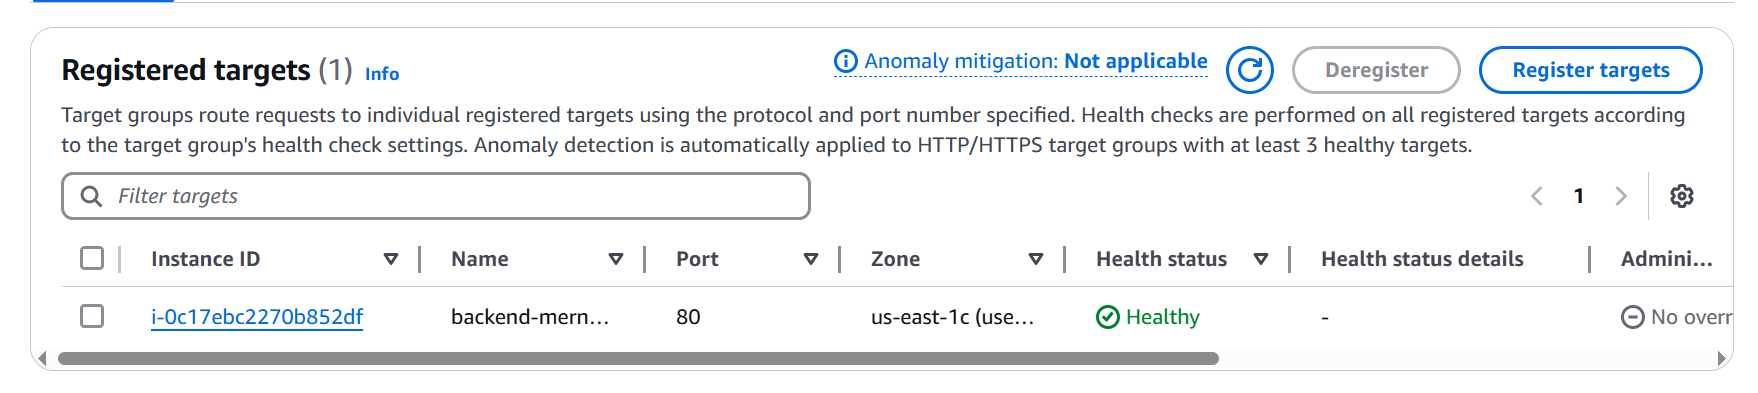 Registered targets (1) Info
Anomaly mitigation: Not applicable
Deregister
Register targets
Target groups route requests to individual registered targets using the protocol and port number specified. Health checks are performed on all registered targets according
to the target group's health check settings. Anomaly detection is automatically applied to HTTP/HTTPS target groups with at least 3 healthy targets.
Filter targets
1
Instance ID Name Port Zone Health status Health status details Admini...
i-0c17ebc2270b852df backend-mern... 80 us-east-1c (use... Healthy - No overr